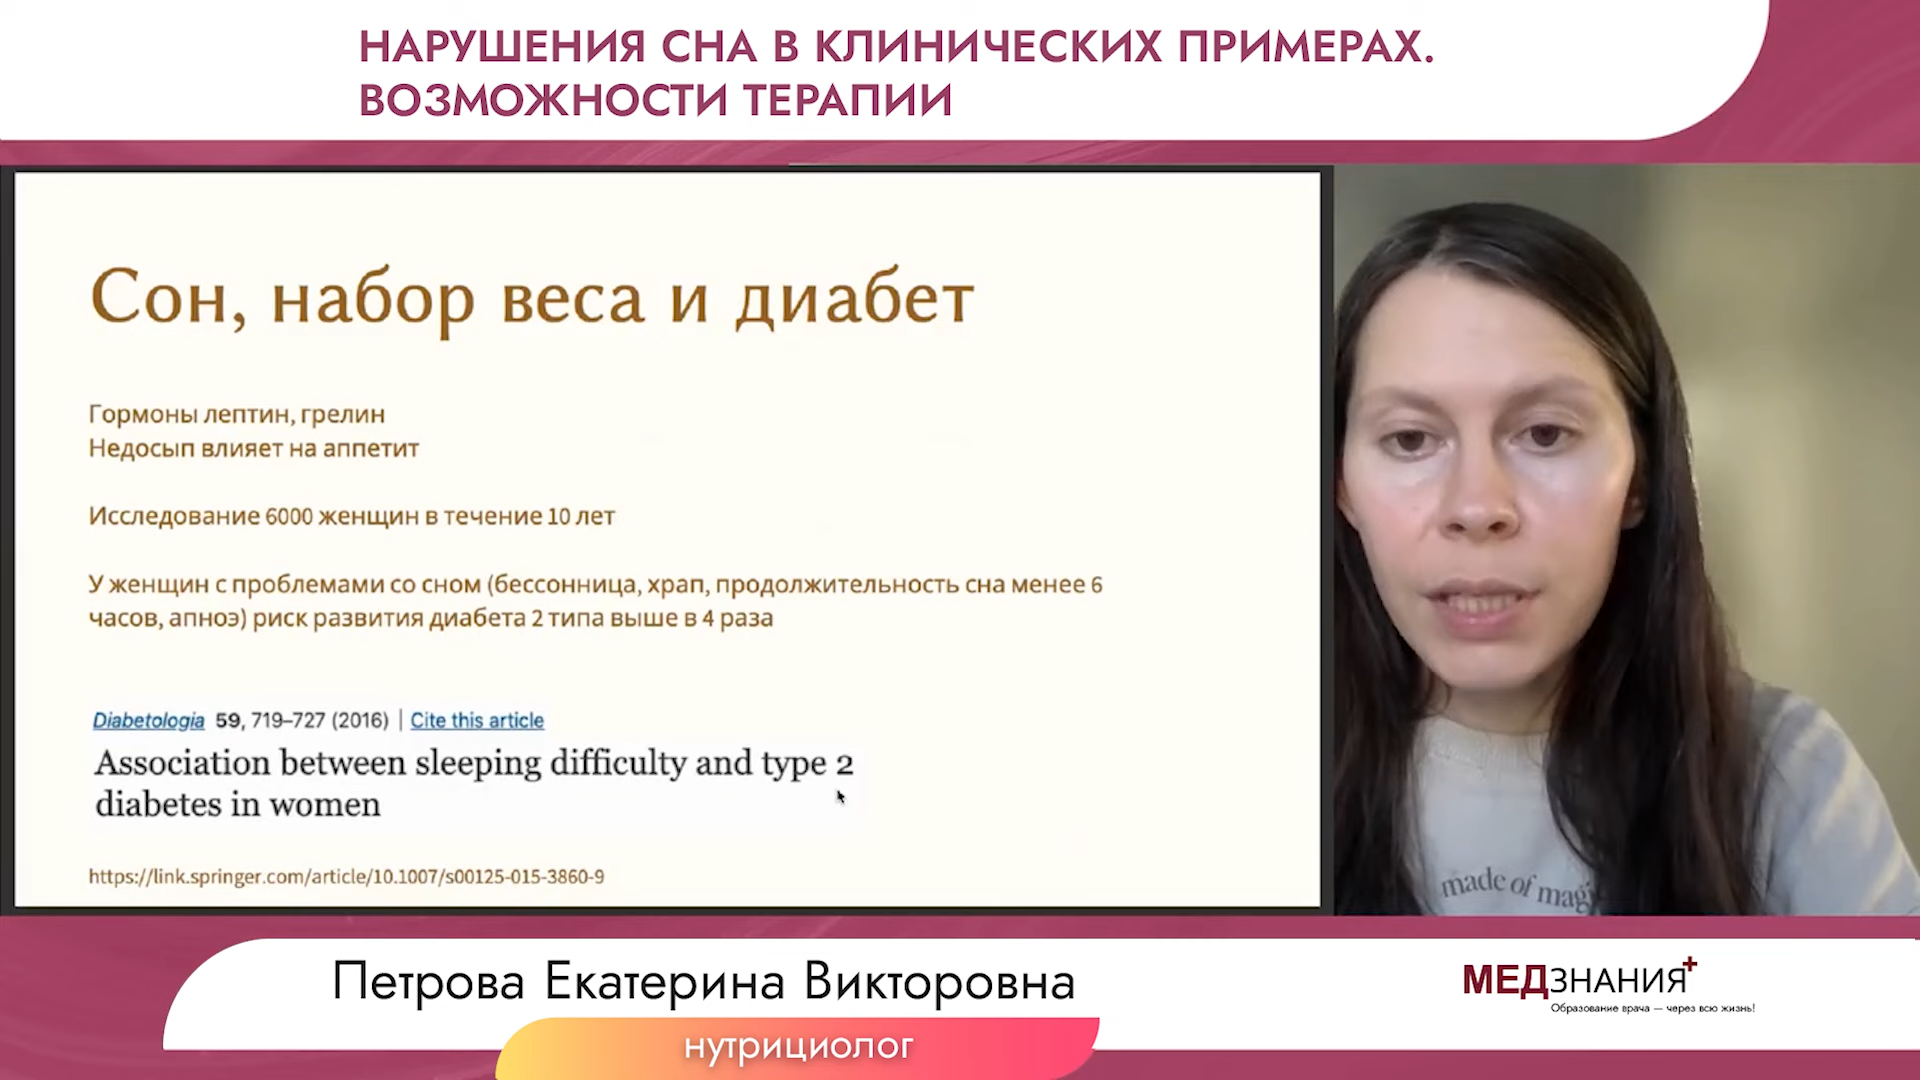 НАРУШЕНИЯ СНА В КЛИНИЧЕСКИХ ПРИМЕРАХ.
ВОЗМОЖНОСТИ ТЕРАПИИ
Сон, набор веса и диабет
Гормоны лептин, грелин
Недосып влияет на аппетит
Исследование 6000 женщин в течение 10 лет
У женщин с проблемами со сном (бессонница, храп, продолжительность сна менее 6
часов, апноэ) риск развития диабета 2 типа выше в 4 раза
Diabetologia 59, 719–727 (2016) | Cite this article
Association between sleeping difficulty and type 2
diabetes in women
https://link.springer.com/article/10.1007/s00125-015-3860-9
made of magi
Петрова Екатерина Викторовна
нутрициолог
МЕДЗНАНИЯ+
Образование врача — через всю жизнь!